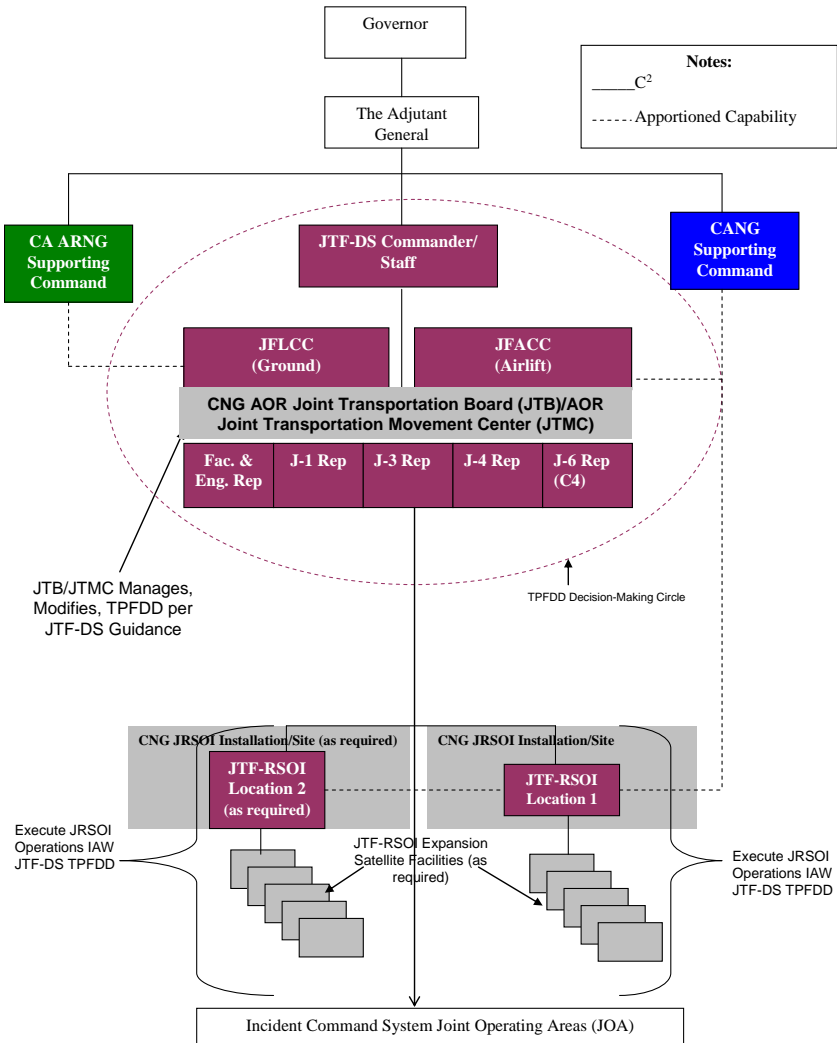 Governor
Notes:
_____C²
------ Apportioned Capability
The Adjutant
General
CA ARNG
Supporting
Command
JTF-DS Commander/
Staff
CANG
Supporting
Command
JFLCC
(Ground)
JFACC
(Airlift)
CNG AOR Joint Transportation Board (JTB)/AOR
Joint Transportation Movement Center (JTMC)
Fac. &
Eng. Rep
J-1 Rep
J-3 Rep
J-4 Rep
J-6 Rep
(C4)
JTB/JTMC Manages,
Modifies, TPFDD per
JTF-DS Guidance
TPFDD Decision-Making Circle
CNG JRSOI Installation/Site (as required)
CNG JRSOI Installation/Site
JTF-RSOI
Location 2
(as required)
JTF-RSOI
Location 1
Execute JRSOI
Operations IAW
JTF-DS TPFDD
JTF-RSOI Expansion
Satellite Facilities (as
required)
Execute JRSOI
Operations IAW
JTF-DS TPFDD
Incident Command System Joint Operating Areas (JOA)